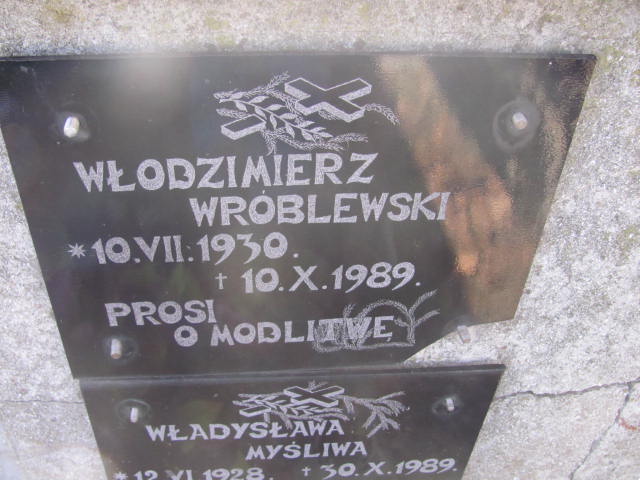 WŁODZIMIERZ
WRÓBLEWSKI
* 10.VII.1930.
† 10.X.1989.
PROSI
O MODLITWĘ
WŁADYSŁAWA
MYŚLIWA
* 12.VI.1928. † 30.X.1989.